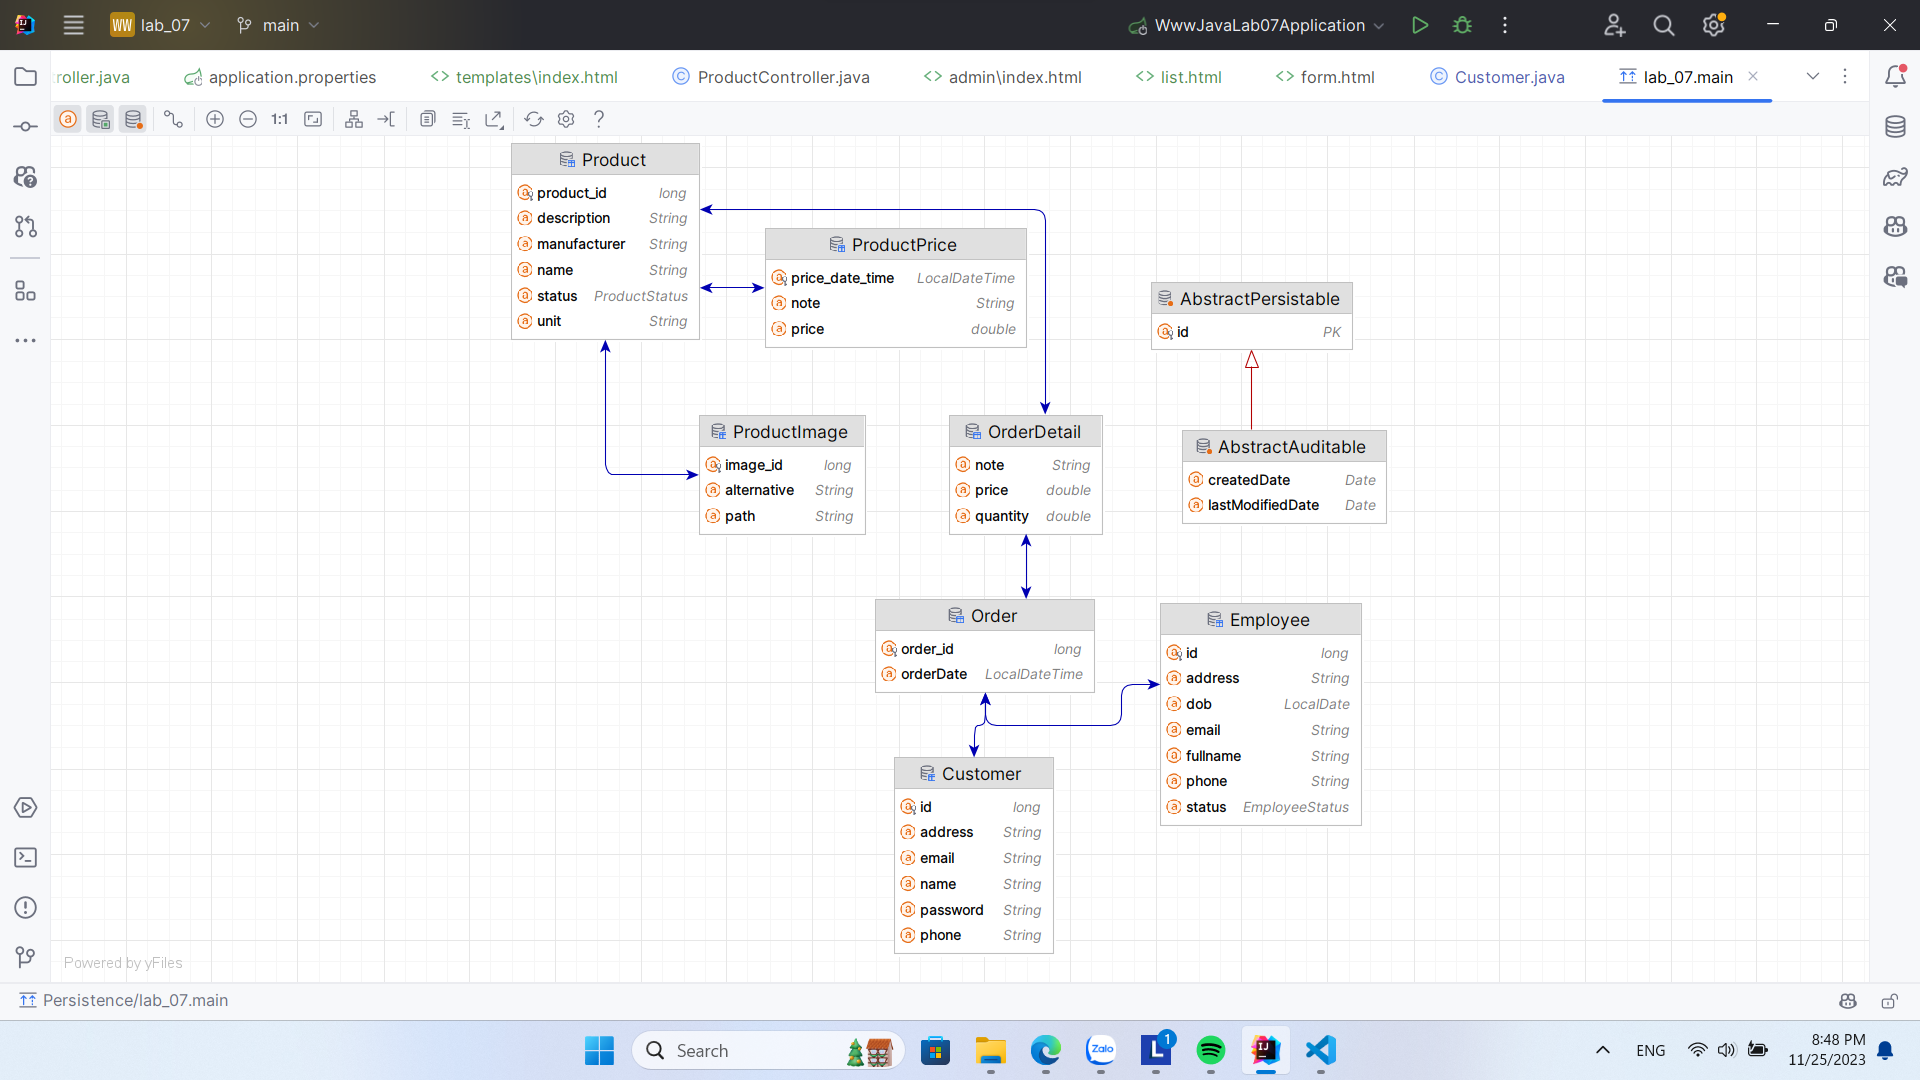 WW lab_07 main WwwJavaLab07Application
roller.java application.properties <> templates\index.html ProductController.java <> admin\index.html <> list.html <> form.html Customer.java lab_07.main
1:1
Product
product_id long
description String
manufacturer String
name String
status ProductStatus
unit String
ProductPrice
price_date_time LocalDateTime
note String
price double
AbstractPersistable
id PK
ProductImage
image_id long
alternative String
path String
OrderDetail
note String
price double
quantity double
AbstractAuditable
createdDate Date
lastModifiedDate Date
Order
order_id long
orderDate LocalDateTime
Employee
id long
address String
dob LocalDate
email String
fullname String
phone String
status EmployeeStatus
Customer
id long
address String
email String
name String
password String
phone String
Powered by yFiles
Persistence/lab_07.main
Search
Zalo
L 1
IJ
ENG
8:48 PM
11/25/2023